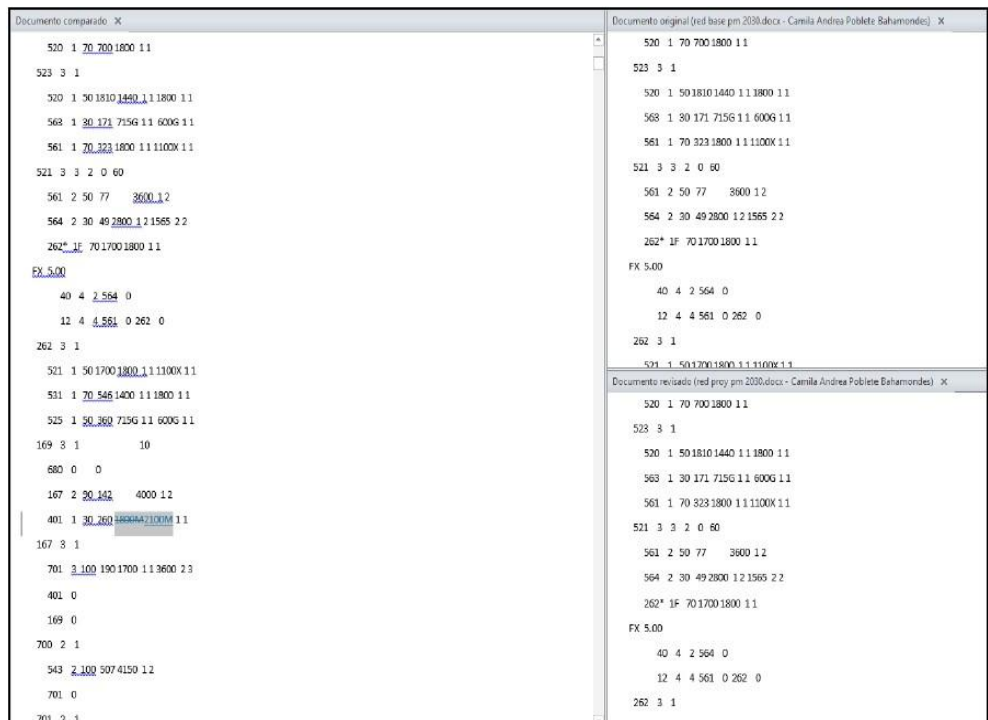 Documento comparado X
520 1 70 700 1800 1 1
523 3 1
520 1 50 1810 1440 1 1 1800 1 1
563 1 30 171 715G 1 1 600G 1 1
561 1 70 323 1800 1 1 1100X 1 1
521 3 3 2 0 60
561 2 50 77 3600 1 2
564 2 30 49 2800 1 2 1565 2 2
262* 1F 70 1700 1800 1 1
FX 5.00
40 4 2 564 0
12 4 4 561 0 262 0
262 3 1
521 1 50 1700 1800 1 1 1100X 1 1
531 1 70 546 1400 1 1 1800 1 1
525 1 50 360 715G 1 1 600G 1 1
169 3 1 10
680 0 0
167 2 90 142 4000 1 2
401 1 30 260 1800M2100M 1 1
167 3 1
701 3 100 190 1700 1 1 3600 2 3
401 0
169 0
700 2 1
543 2 100 507 4150 1 2
701 0
701 2 1
Documento original (red base pm 2030.docx - Camila Andrea Poblete Bahamondes) X
520 1 70 700 1800 1 1
523 3 1
520 1 50 1810 1440 1 1 1800 1 1
563 1 30 171 715G 1 1 600G 1 1
561 1 70 323 1800 1 1 1100X 1 1
521 3 3 2 0 60
561 2 50 77 3600 1 2
564 2 30 49 2800 1 2 1565 2 2
262* 1F 70 1700 1800 1 1
FX 5.00
40 4 2 564 0
12 4 4 561 0 262 0
262 3 1
521 1 50 1700 1800 1 1 1100X 1 1
Documento revisado (red proy pm 2030.docx - Camila Andrea Poblete Bahamondes) X
520 1 70 700 1800 1 1
523 3 1
520 1 50 1810 1440 1 1 1800 1 1
563 1 30 171 715G 1 1 600G 1 1
561 1 70 323 1800 1 1 1100X 1 1
521 3 3 2 0 60
561 2 50 77 3600 1 2
564 2 30 49 2800 1 2 1565 2 2
262* 1F 70 1700 1800 1 1
FX 5.00
40 4 2 564 0
12 4 4 561 0 262 0
262 3 1